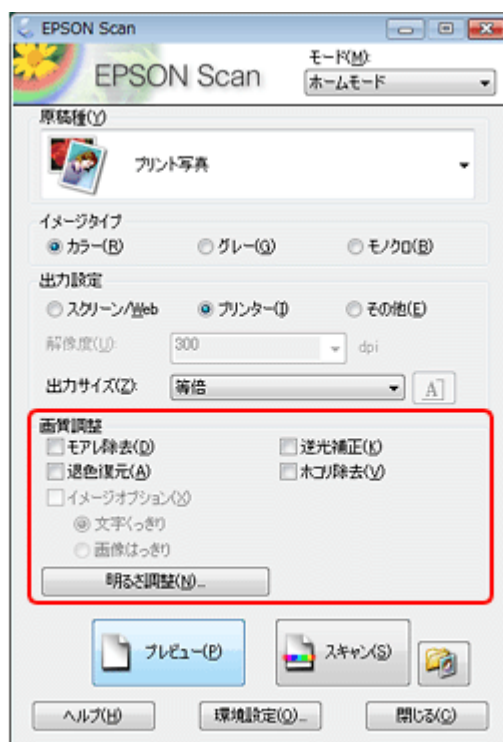 EPSON Scan
EPSON Scan
モード(M):
ホームモード
原稿種(Y)
プリント写真
イメージタイプ
カラー(R) グレー(G) モノクロ(B)
出力設定
スクリーン/Web プリンター(I) その他(E)
解像度(U): 300 dpi
出力サイズ(Z): 等倍 A
画質調整
モアレ除去(D) 逆光補正(K)
退色復元(A) ホコリ除去(V)
イメージオプション(X)
文字くっきり
画像はっきり
明るさ調整(N)...
プレビュー(P) スキャン(S)
ヘルプ(H) 環境設定(O)... 閉じる(C)